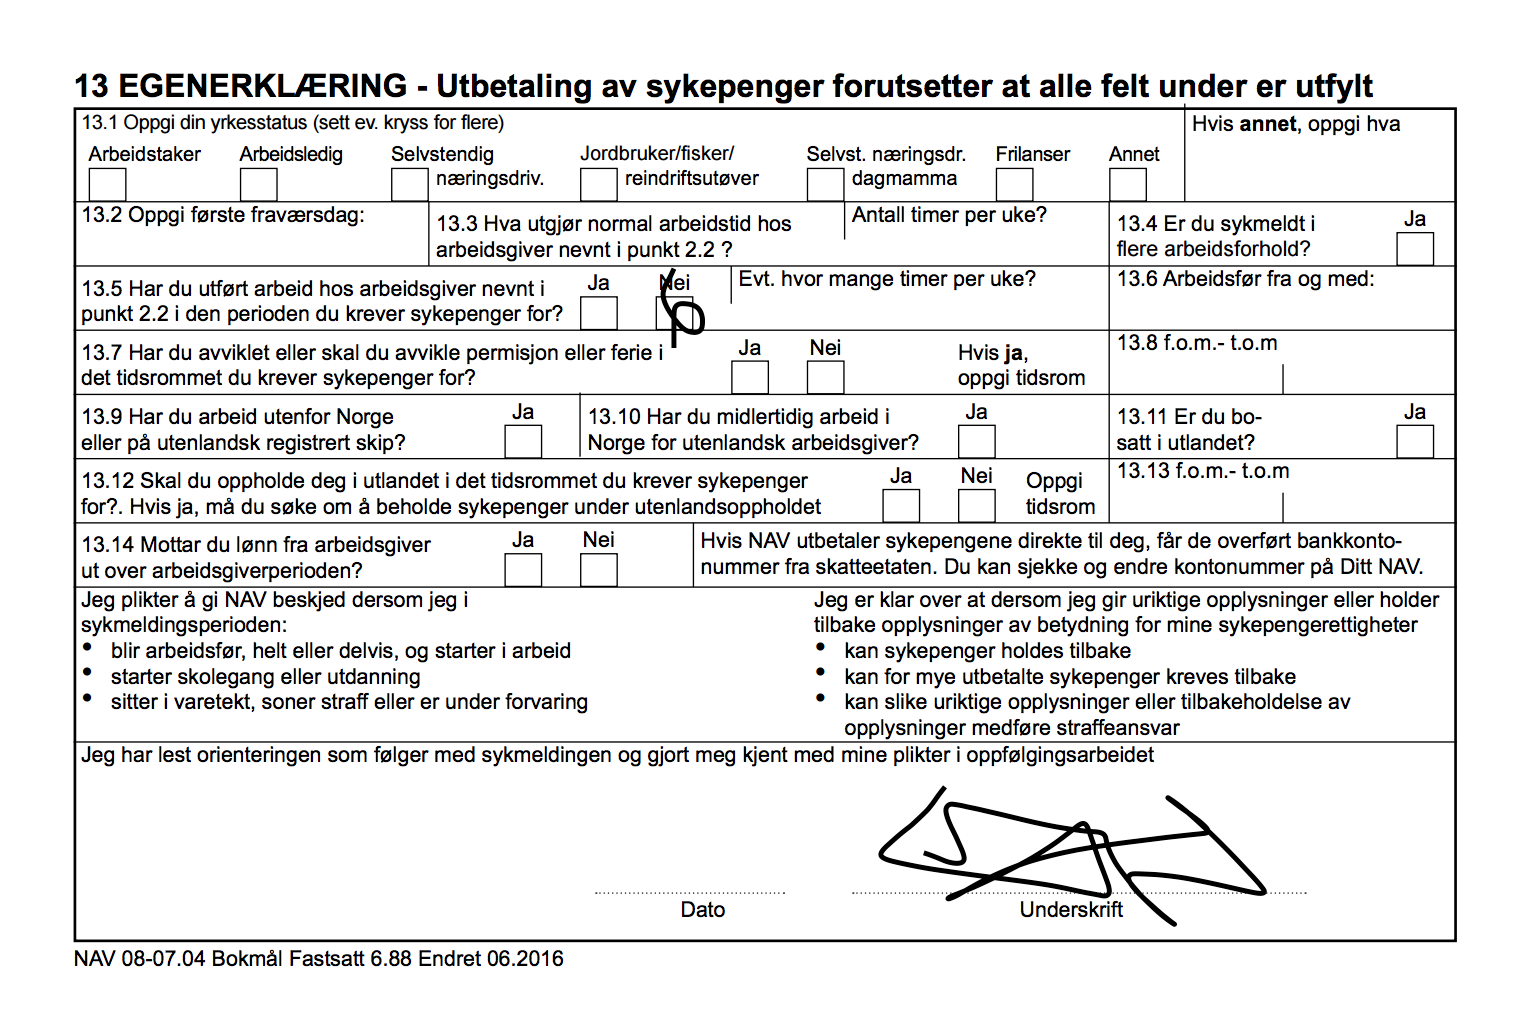 13 EGENERKLÆRING - Utbetaling av sykepenger forutsetter at alle felt under er utfylt
13.1 Oppgi din yrkesstatus (sett ev. kryss for flere)
Hvis annet, oppgi hva
Arbeidstaker
Arbeidsledig
Selvstendig
næringsdriv.
Jordbruker/fisker/
reindriftsutøver
Selvst. næringsdr.
dagmamma
Frilanser
Annet
13.2 Oppgi første fraværsdag:
13.3 Hva utgjør normal arbeidstid hos
arbeidsgiver nevnt i punkt 2.2 ?
Antall timer per uke?
13.4 Er du sykmeldt i
flere arbeidsforhold?
Ja
13.5 Har du utført arbeid hos arbeidsgiver nevnt i
punkt 2.2 i den perioden du krever sykepenger for?
Ja
Nei
Evt. hvor mange timer per uke?
13.6 Arbeidsfør fra og med:
13.7 Har du avviklet eller skal du avvikle permisjon eller ferie i
det tidsrommet du krever sykepenger for?
Ja
Nei
Hvis ja,
oppgi tidsrom
13.8 f.o.m.- t.o.m
13.9 Har du arbeid utenfor Norge
eller på utenlandsk registrert skip?
Ja
13.10 Har du midlertidig arbeid i
Norge for utenlandsk arbeidsgiver?
Ja
13.11 Er du bo-
satt i utlandet?
Ja
13.12 Skal du oppholde deg i utlandet i det tidsrommet du krever sykepenger
for?. Hvis ja, må du søke om å beholde sykepenger under utenlandsoppholdet
Ja
Nei
Oppgi
tidsrom
13.13 f.o.m.- t.o.m
13.14 Mottar du lønn fra arbeidsgiver
ut over arbeidsgiverperioden?
Ja
Nei
Hvis NAV utbetaler sykepengene direkte til deg, får de overført bankkonto-
nummer fra skatteetaten. Du kan sjekke og endre kontonummer på Ditt NAV.
Jeg plikter å gi NAV beskjed dersom jeg i
sykmeldingsperioden:
• blir arbeidsfør, helt eller delvis, og starter i arbeid
• starter skolegang eller utdanning
• sitter i varetekt, soner straff eller er under forvaring
Jeg er klar over at dersom jeg gir uriktige opplysninger eller holder
tilbake opplysninger av betydning for mine sykepengerettigheter
• kan sykepenger holdes tilbake
• kan for mye utbetalte sykepenger kreves tilbake
• kan slike uriktige opplysninger eller tilbakeholdelse av
opplysninger medføre straffeansvar
Jeg har lest orienteringen som følger med sykmeldingen og gjort meg kjent med mine plikter i oppfølgingsarbeidet
Dato
Underskrift
NAV 08-07.04 Bokmål Fastsatt 6.88 Endret 06.2016